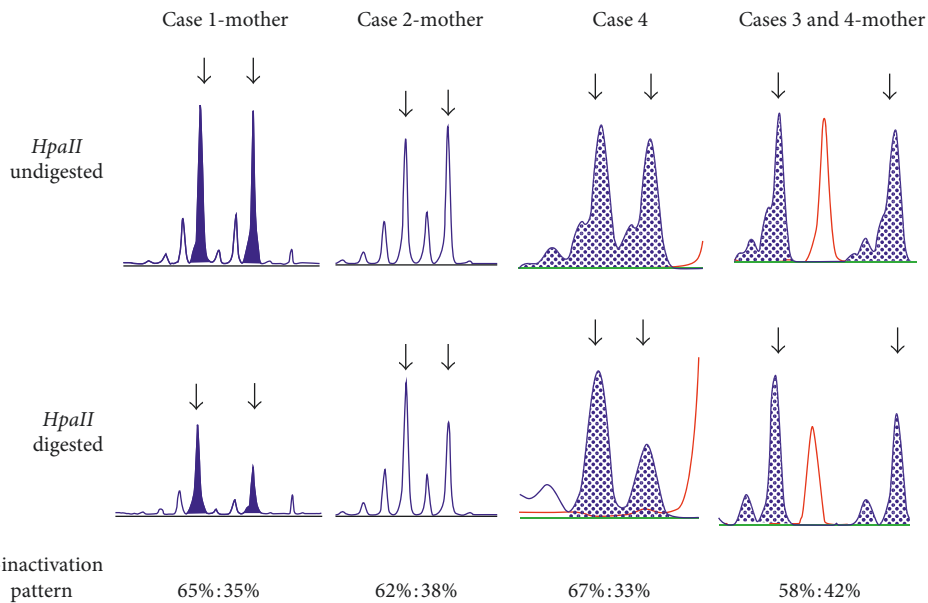 Case 1-mother
Case 2-mother
Case 4
Cases 3 and 4-mother
HpaII
undigested
HpaII
digested
inactivation
pattern
65%:35%
62%:38%
67%:33%
58%:42%